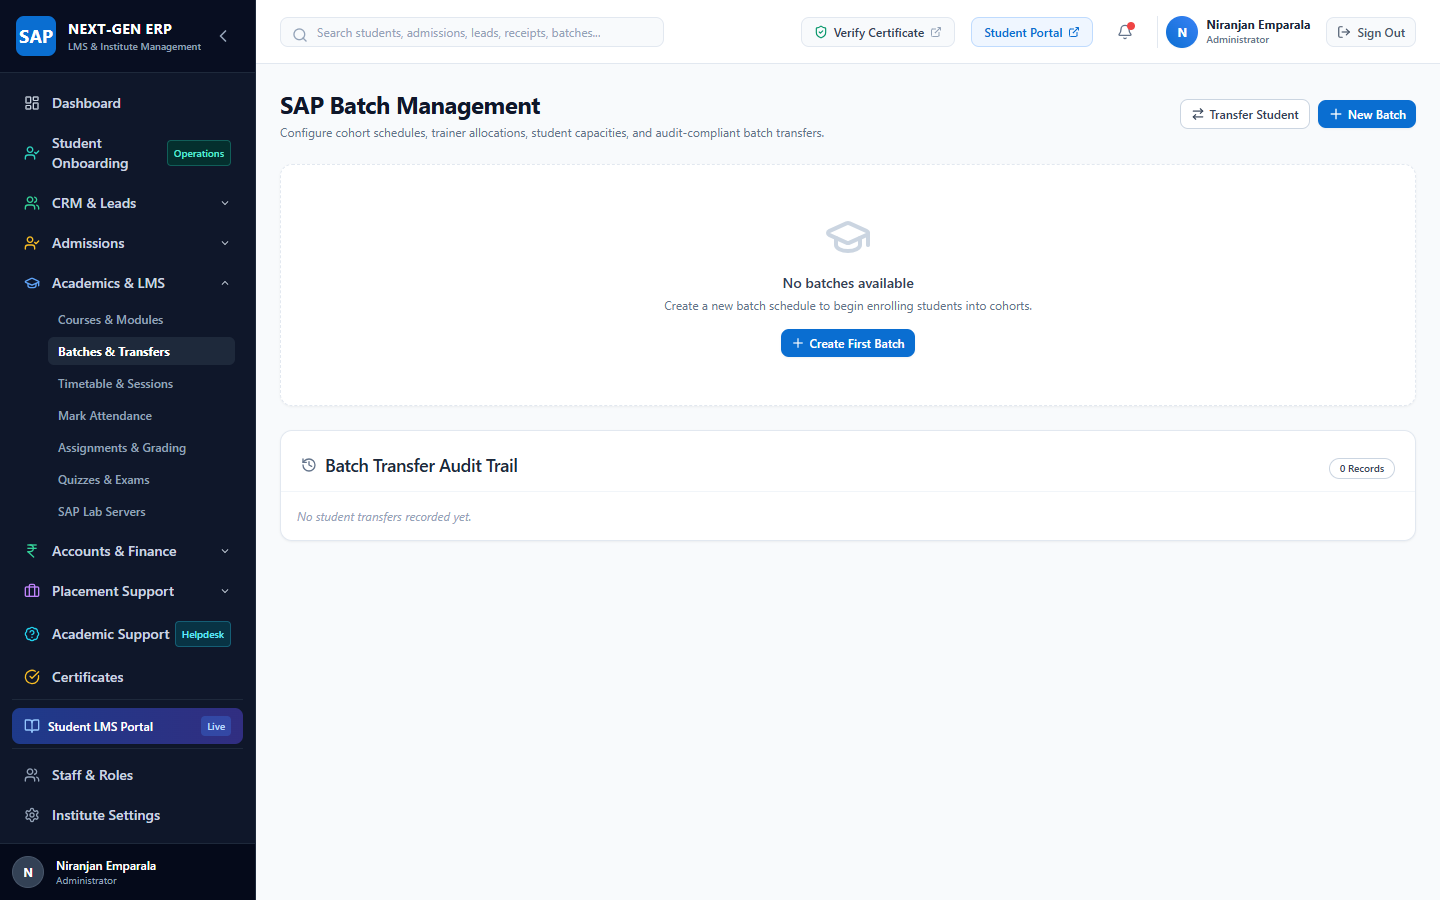 SAP
NEXT-GEN ERP
LMS & Institute Management
Search students, admissions, leads, receipts, batches...
Verify Certificate
Student Portal
N
Niranjan Emparala
Administrator
Sign Out
Dashboard
Student
Onboarding
Operations
CRM & Leads
Admissions
Academics & LMS
Courses & Modules
Batches & Transfers
Timetable & Sessions
Mark Attendance
Assignments & Grading
Quizzes & Exams
SAP Lab Servers
Accounts & Finance
Placement Support
Academic Support
Helpdesk
Certificates
Student LMS Portal
Live
Staff & Roles
Institute Settings
N
Niranjan Emparala
Administrator
SAP Batch Management
Configure cohort schedules, trainer allocations, student capacities, and audit-compliant batch transfers.
Transfer Student
New Batch
No batches available
Create a new batch schedule to begin enrolling students into cohorts.
Create First Batch
Batch Transfer Audit Trail
0 Records
No student transfers recorded yet.